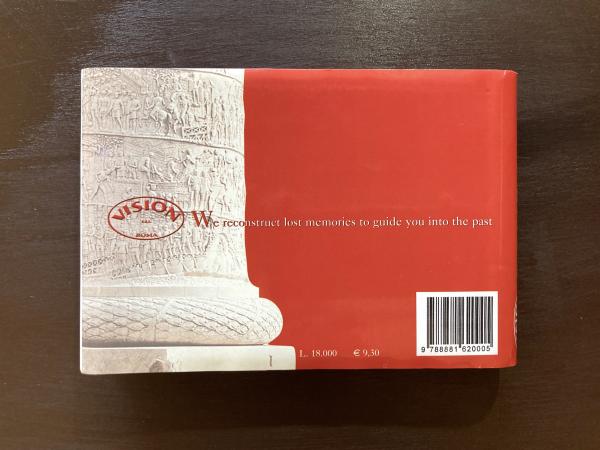 VISION
S.R.L.
ROMA
We reconstruct lost memories to guide you into the past
L. 18.000 € 9,30
9 788881 620005